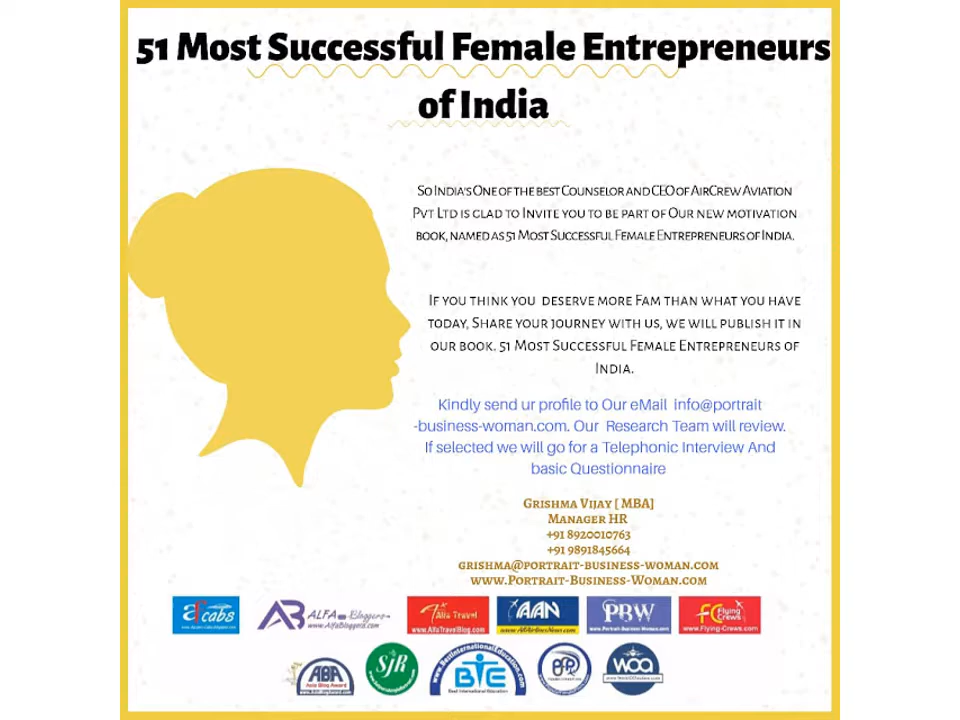 51 Most Successful Female Entrepreneurs
of India
So India's One of the best Counselor and CEO of AirCrew Aviation
Pvt Ltd is glad to Invite you to be part of Our new motivation
book, named as 51 Most Successful Female Entrepreneurs of India.
If you think you deserve more Fam than what you have
today, Share your journey with us, we will publish it in
our book. 51 Most Successful Female Entrepreneurs of
India.
Kindly send ur profile to Our eMail info@portrait
-business-woman.com. Our Research Team will review.
If selected we will go for a Telephonic Interview And
basic Questionnaire
Grishma Vijay [ MBA]
Manager HR
+91 8920010763
+91 9891845664
grishma@portrait-business-woman.com
www.Portrait-Business-Woman.com
cabs
AB ALFA Bloggers
www.AlfaBloggers.com
Alfa Travel
www.AlfaTravelBlog.com
AAN
PBW
www.Portrait-Business-Woman.com
FC Flying Crews
www.Flying-Crews.com
ABA
Asia Blog Award
SJR
www.BestInternationalEducation.com
BIE
Best International Education
WOA